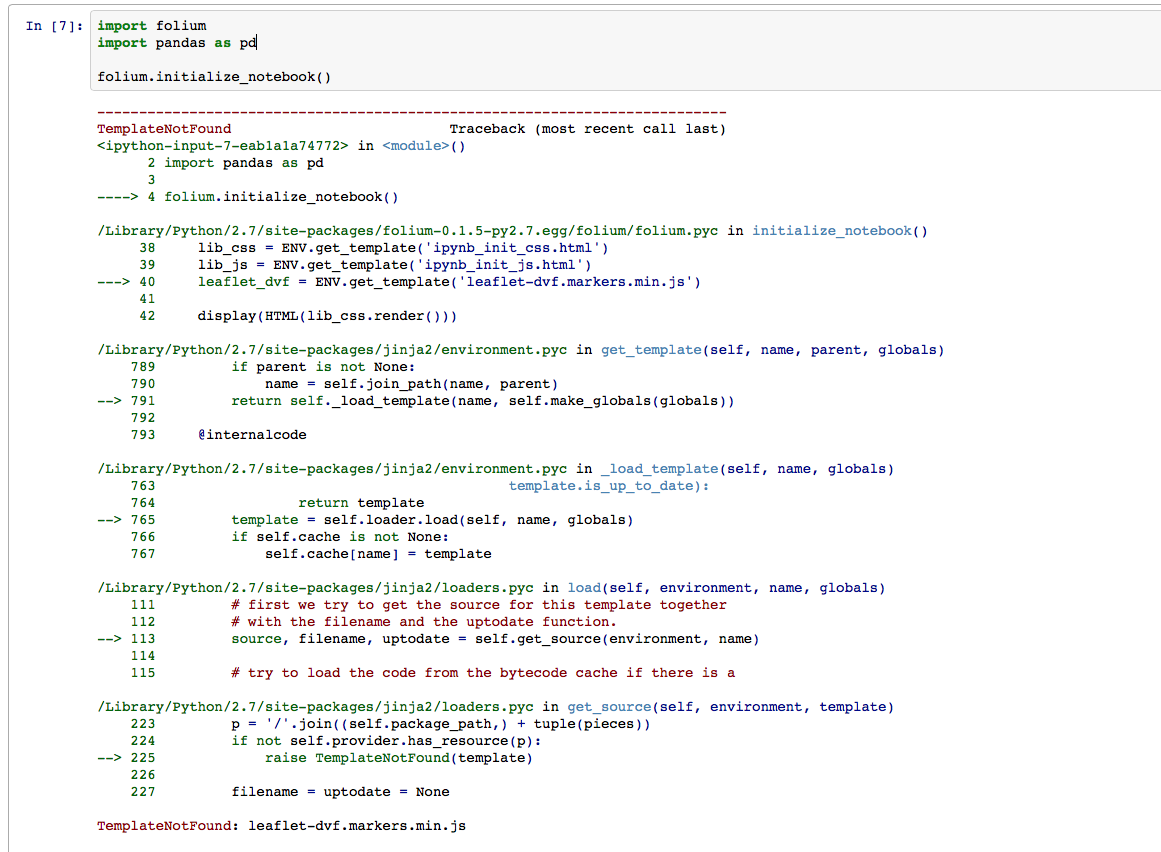 In [7]: import folium
import pandas as pd
folium.initialize_notebook()
---------------------------------------------------------------------------
TemplateNotFound                          Traceback (most recent call last)
<ipython-input-7-eab1a1a74772> in <module>()
      2 import pandas as pd
      3
----> 4 folium.initialize_notebook()
/Library/Python/2.7/site-packages/folium-0.1.5-py2.7.egg/folium/folium.pyc in initialize_notebook()
     38     lib_css = ENV.get_template('ipynb_init_css.html')
     39     lib_js = ENV.get_template('ipynb_init_js.html')
---> 40     leaflet_dvf = ENV.get_template('leaflet-dvf.markers.min.js')
     41
     42     display(HTML(lib_css.render()))
/Library/Python/2.7/site-packages/jinja2/environment.pyc in get_template(self, name, parent, globals)
    789         if parent is not None:
    790             name = self.join_path(name, parent)
--> 791         return self._load_template(name, self.make_globals(globals))
    792
    793     @internalcode
/Library/Python/2.7/site-packages/jinja2/environment.pyc in _load_template(self, name, globals)
    763                                          template.is_up_to_date):
    764                 return template
--> 765         template = self.loader.load(self, name, globals)
    766         if self.cache is not None:
    767             self.cache[name] = template
/Library/Python/2.7/site-packages/jinja2/loaders.pyc in load(self, environment, name, globals)
    111         # first we try to get the source for this template together
    112         # with the filename and the uptodate function.
--> 113         source, filename, uptodate = self.get_source(environment, name)
    114
    115         # try to load the code from the bytecode cache if there is a
/Library/Python/2.7/site-packages/jinja2/loaders.pyc in get_source(self, environment, template)
    223         p = '/'.join((self.package_path,) + tuple(pieces))
    224         if not self.provider.has_resource(p):
--> 225             raise TemplateNotFound(template)
    226
    227         filename = uptodate = None
TemplateNotFound: leaflet-dvf.markers.min.js